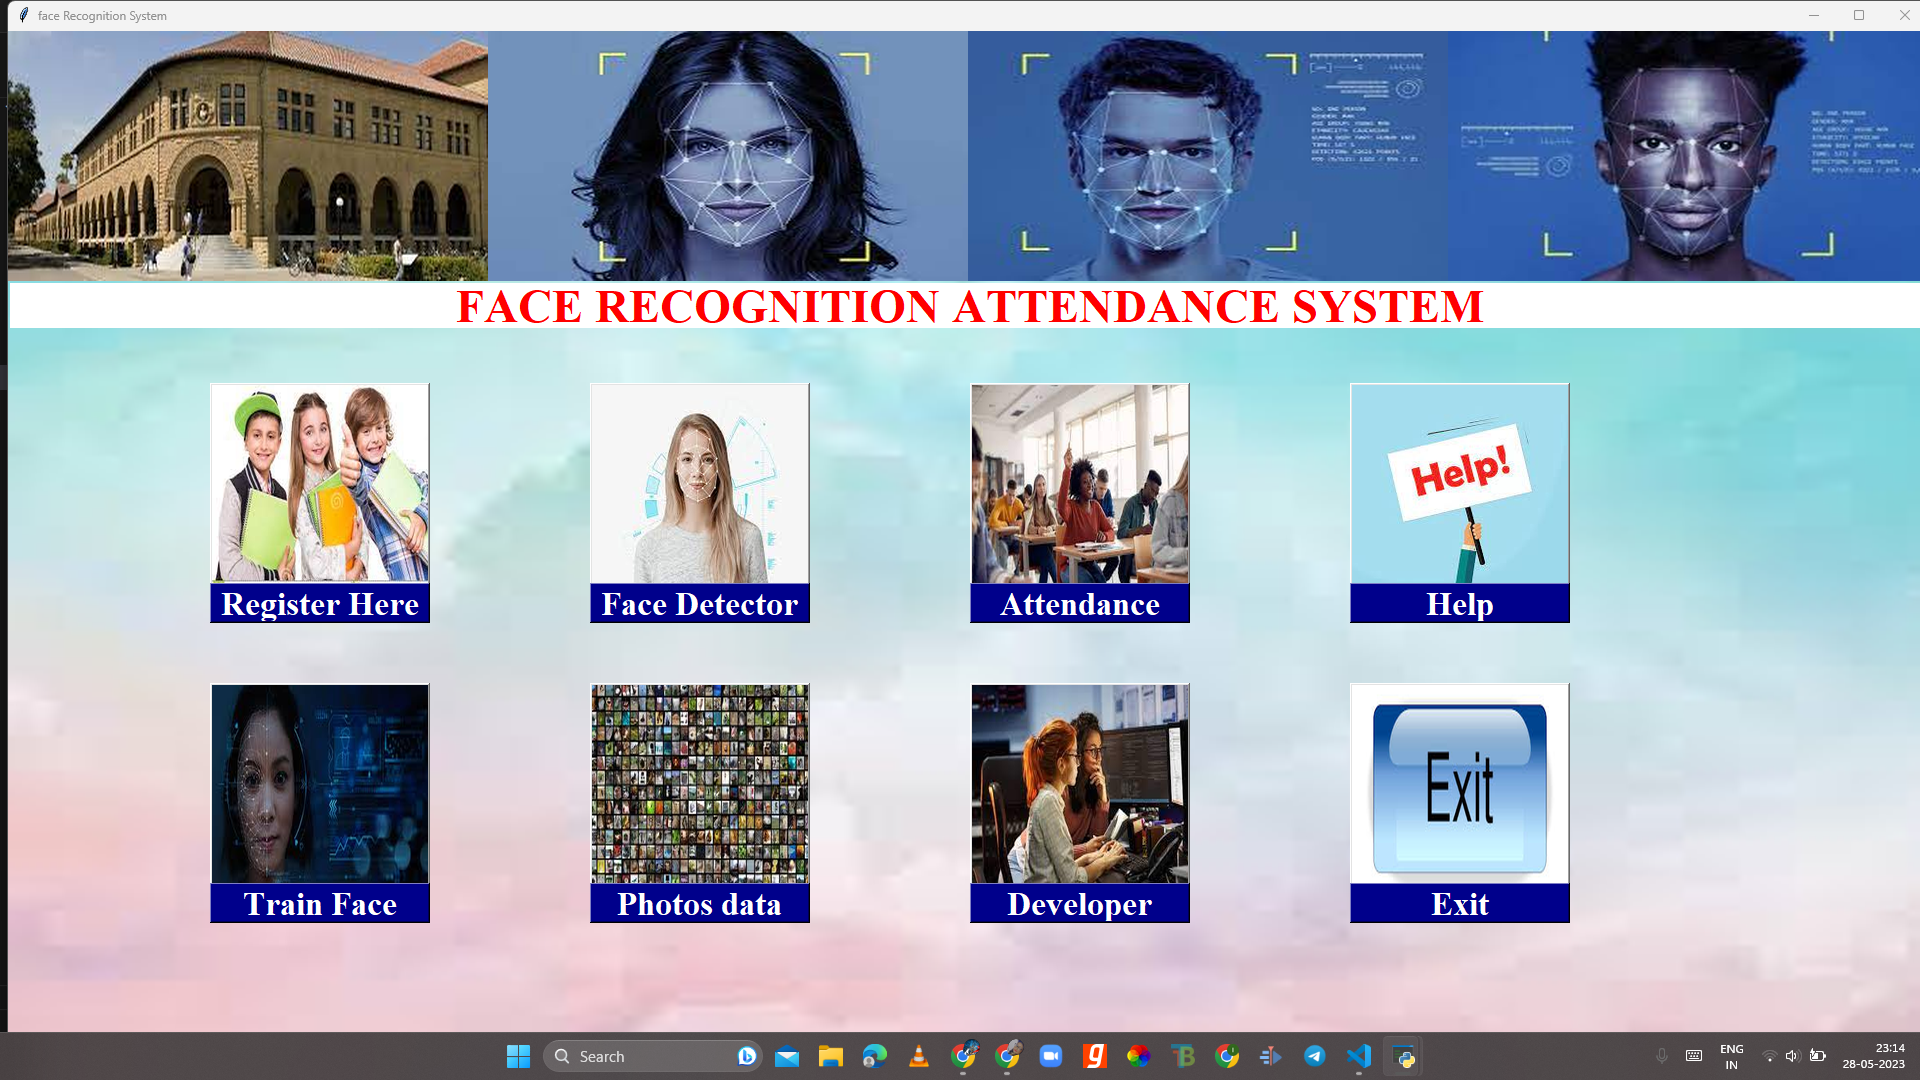 face Recognition System
FACE RECOGNITION ATTENDANCE SYSTEM
Help!
Register Here
Face Detector
Attendance
Help
Exit
Train Face
Photos data
Developer
Exit
Search
ENG
IN
23:14
28-05-2023